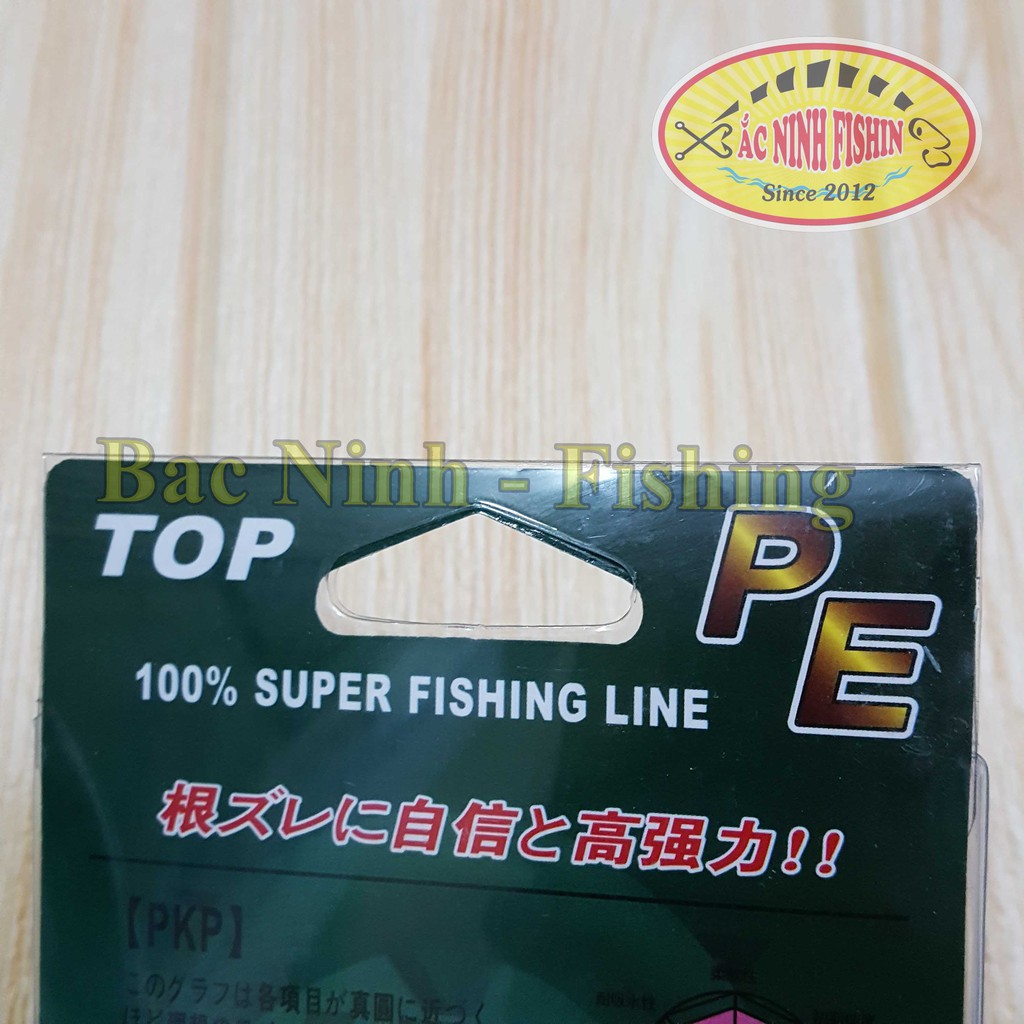 ẮC NINH FISHIN
Since 2012
Bac Ninh - Fishing
TOP
PE
100% SUPER FISHING LINE
根ズレに自信と高强力!!
【PKP】
このグラフは各項目が真圓に近づく